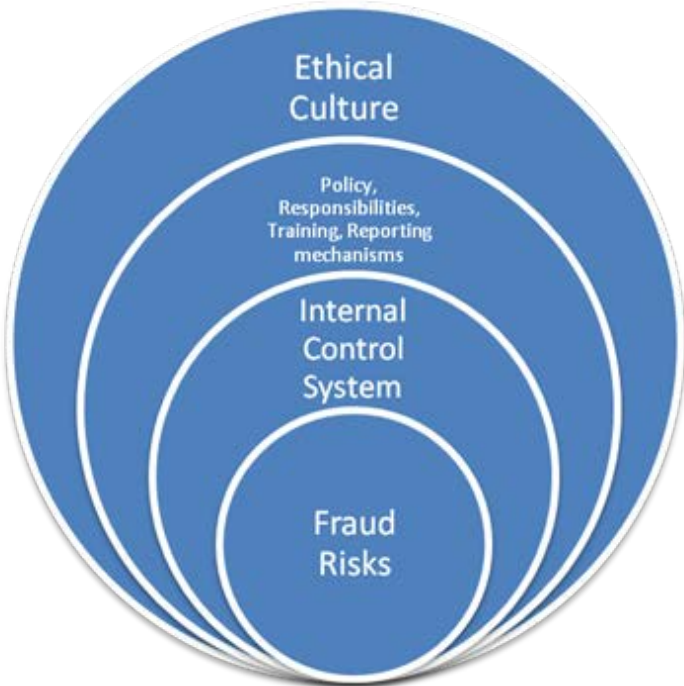 Ethical
Culture
Policy,
Responsibilities,
Training, Reporting
mechanisms
Internal
Control
System
Fraud
Risks